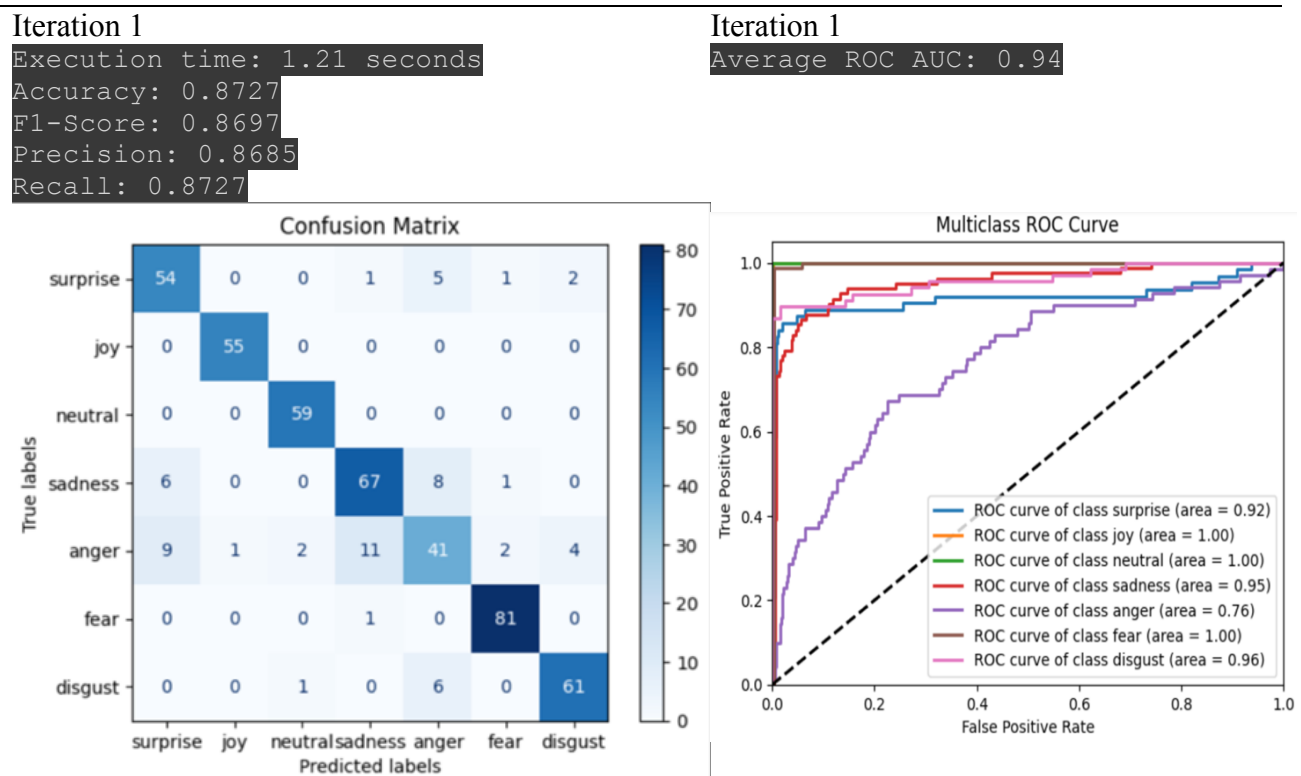 Iteration 1
Execution time: 1.21 seconds
Accuracy: 0.8727
F1-Score: 0.8697
Precision: 0.8685
Recall: 0.8727
Iteration 1
Average ROC AUC: 0.94
Confusion Matrix
True labels
surprise 54 0 0 1 5 1 2
joy 0 55 0 0 0 0 0
neutral 0 0 59 0 0 0 0
sadness 6 0 0 67 8 1 0
anger 9 1 2 11 41 2 4
fear 0 0 0 1 0 81 0
disgust 0 0 1 0 6 0 61
surprise joy neutral sadness anger fear disgust
Predicted labels
80
70
60
50
40
30
20
10
0
Multiclass ROC Curve
True Positive Rate
1.0
0.8
0.6
0.4
0.2
0.0
ROC curve of class surprise (area = 0.92)
ROC curve of class joy (area = 1.00)
ROC curve of class neutral (area = 1.00)
ROC curve of class sadness (area = 0.95)
ROC curve of class anger (area = 0.76)
ROC curve of class fear (area = 1.00)
ROC curve of class disgust (area = 0.96)
0.0 0.2 0.4 0.6 0.8 1.0
False Positive Rate